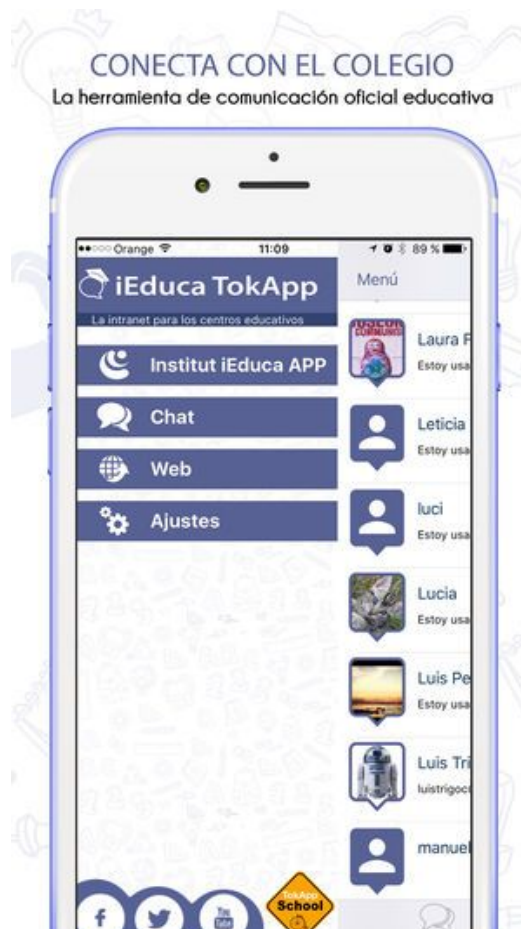 CONECTA CON EL COLEGIO
La herramienta de comunicación oficial educativa
Orange
11:09
89 %
iEduca TokApp
La intranet para los centros educativos
Institut iEduca APP
Chat
Web
Ajustes
Menú
Laura F
Estoy usa
Leticia
Estoy usa
luci
Estoy usa
Lucia
Estoy usa
Luis Pe
Estoy usa
Luis Tri
luistrigoc
manuel
f
You
Tube
TokApp
School